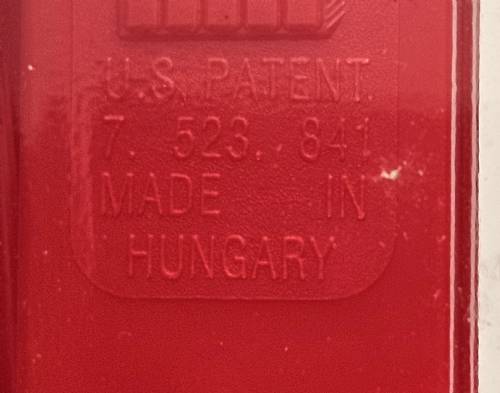 U.S. PATENT.
7. 523. 841
MADE IN
HUNGARY